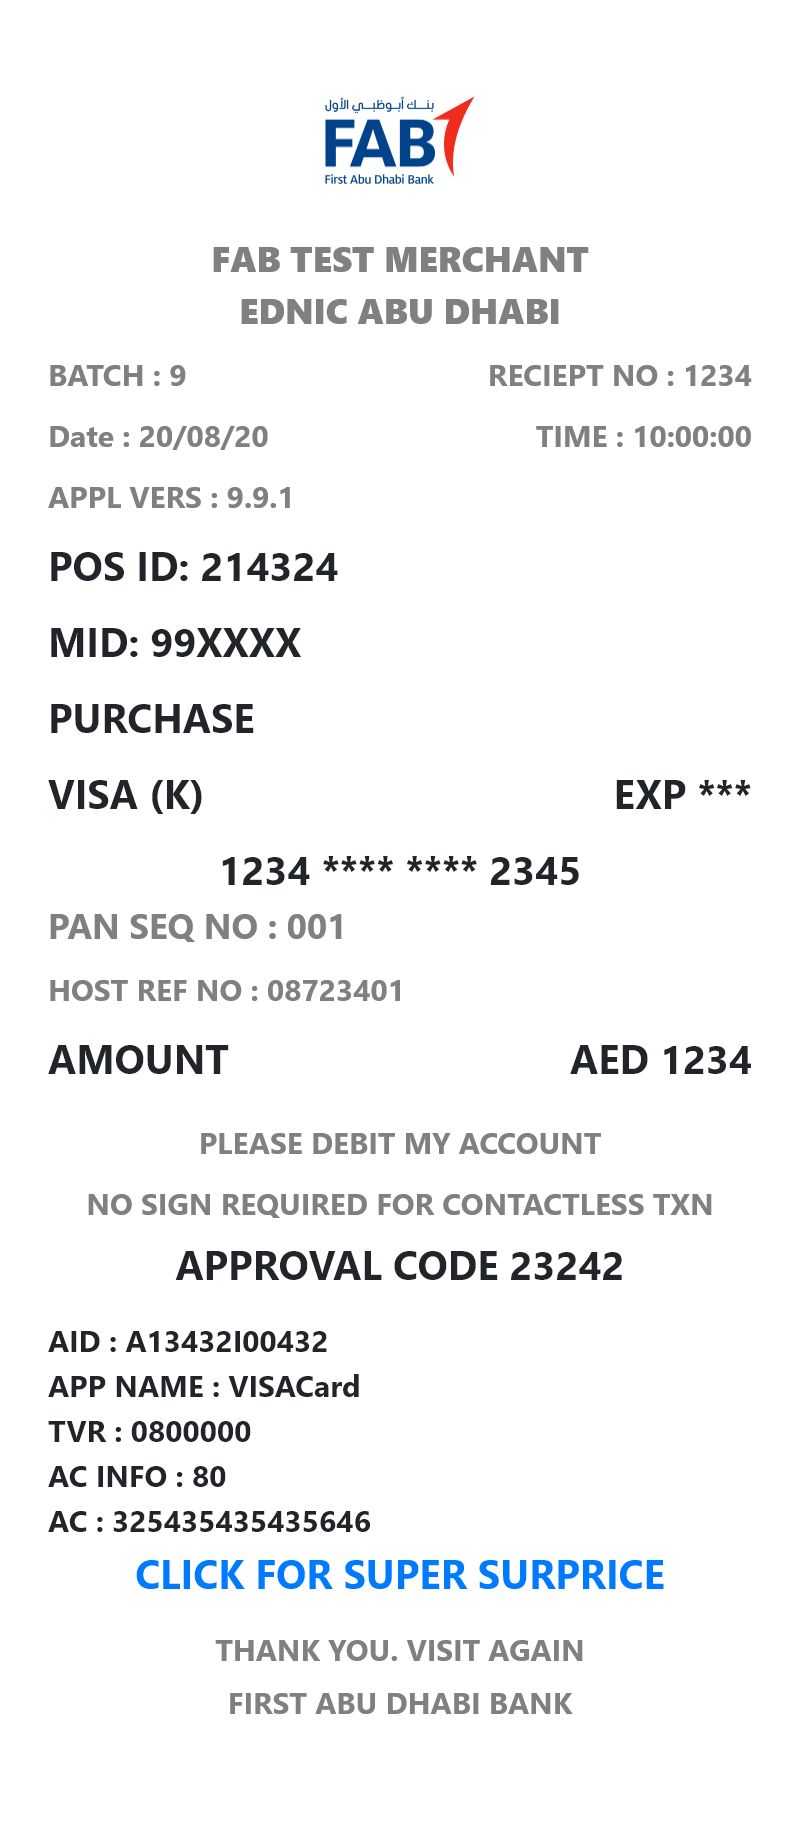 بنك أبوظبي الأول
FAB
First Abu Dhabi Bank
FAB TEST MERCHANT
EDNIC ABU DHABI
BATCH : 9 RECIEPT NO : 1234
Date : 20/08/20 TIME : 10:00:00
APPL VERS : 9.9.1
POS ID: 214324
MID: 99XXXX
PURCHASE
VISA (K) EXP ***
1234 **** **** 2345
PAN SEQ NO : 001
HOST REF NO : 08723401
AMOUNT AED 1234
PLEASE DEBIT MY ACCOUNT
NO SIGN REQUIRED FOR CONTACTLESS TXN
APPROVAL CODE 23242
AID : A13432I00432
APP NAME : VISACard
TVR : 0800000
AC INFO : 80
AC : 325435435435646
CLICK FOR SUPER SURPRICE
THANK YOU. VISIT AGAIN
FIRST ABU DHABI BANK